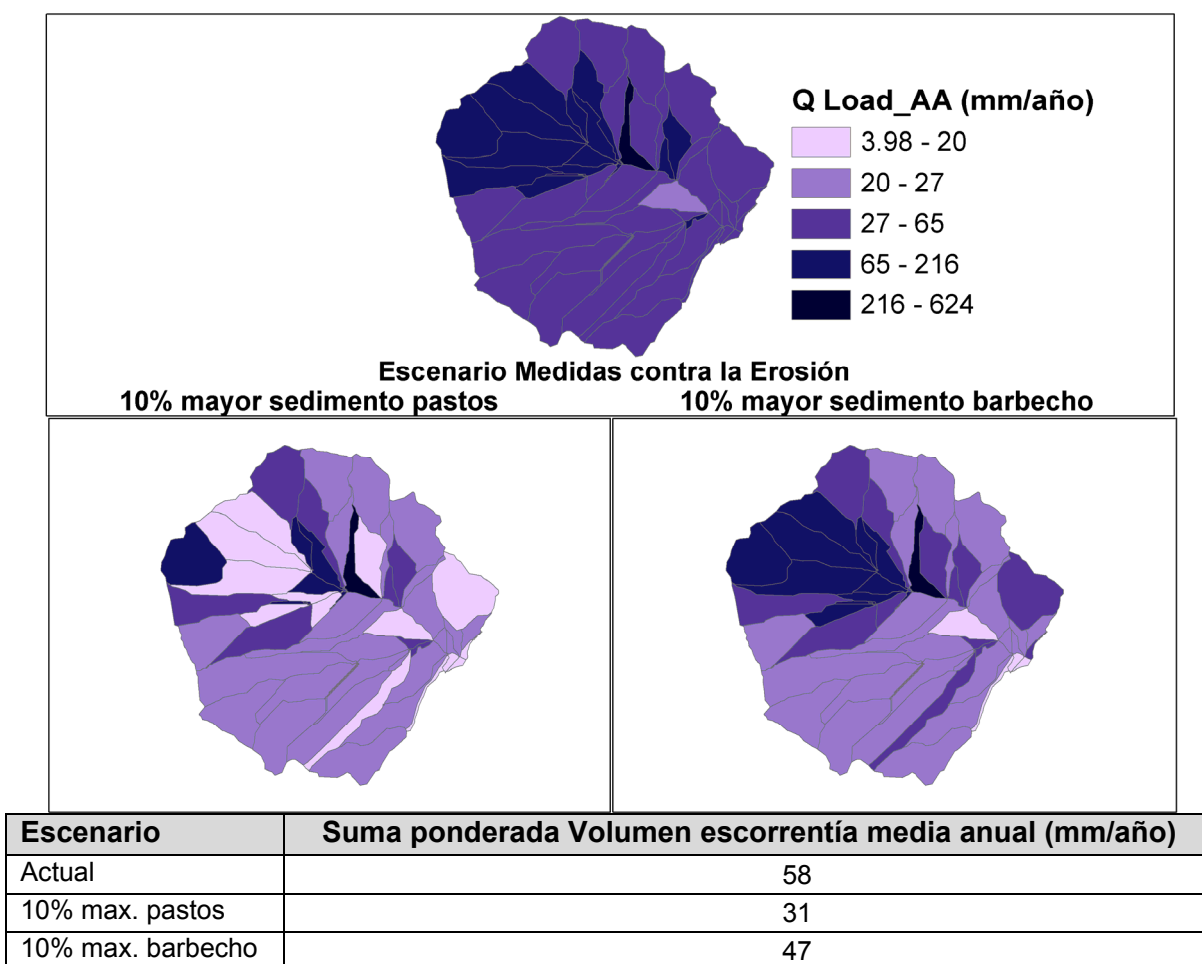 Q Load_AA (mm/año)
3.98 - 20
20 - 27
27 - 65
65 - 216
216 - 624
Escenario Medidas contra la Erosión
10% mayor sedimento pastos 10% mayor sedimento barbecho
Escenario Suma ponderada Volumen escorrentía media anual (mm/año)
Actual 58
10% max. pastos 31
10% max. barbecho 47